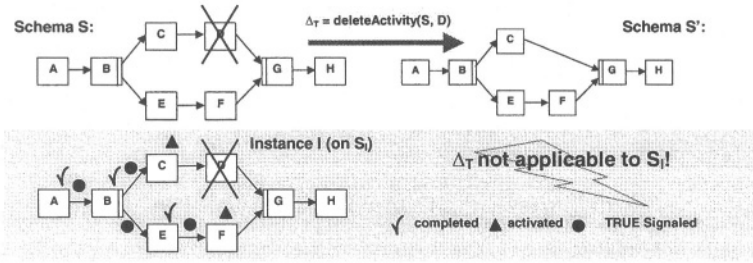 Schema S:
C
D
ΔT = deleteActivity(S, D)
Schema S':
A
B
G
H
E
F
C
A
B
G
H
E
F
Instance I (on SI)
ΔT not applicable to SI!
C
A
B
G
H
E
F
completed
activated
TRUE Signaled